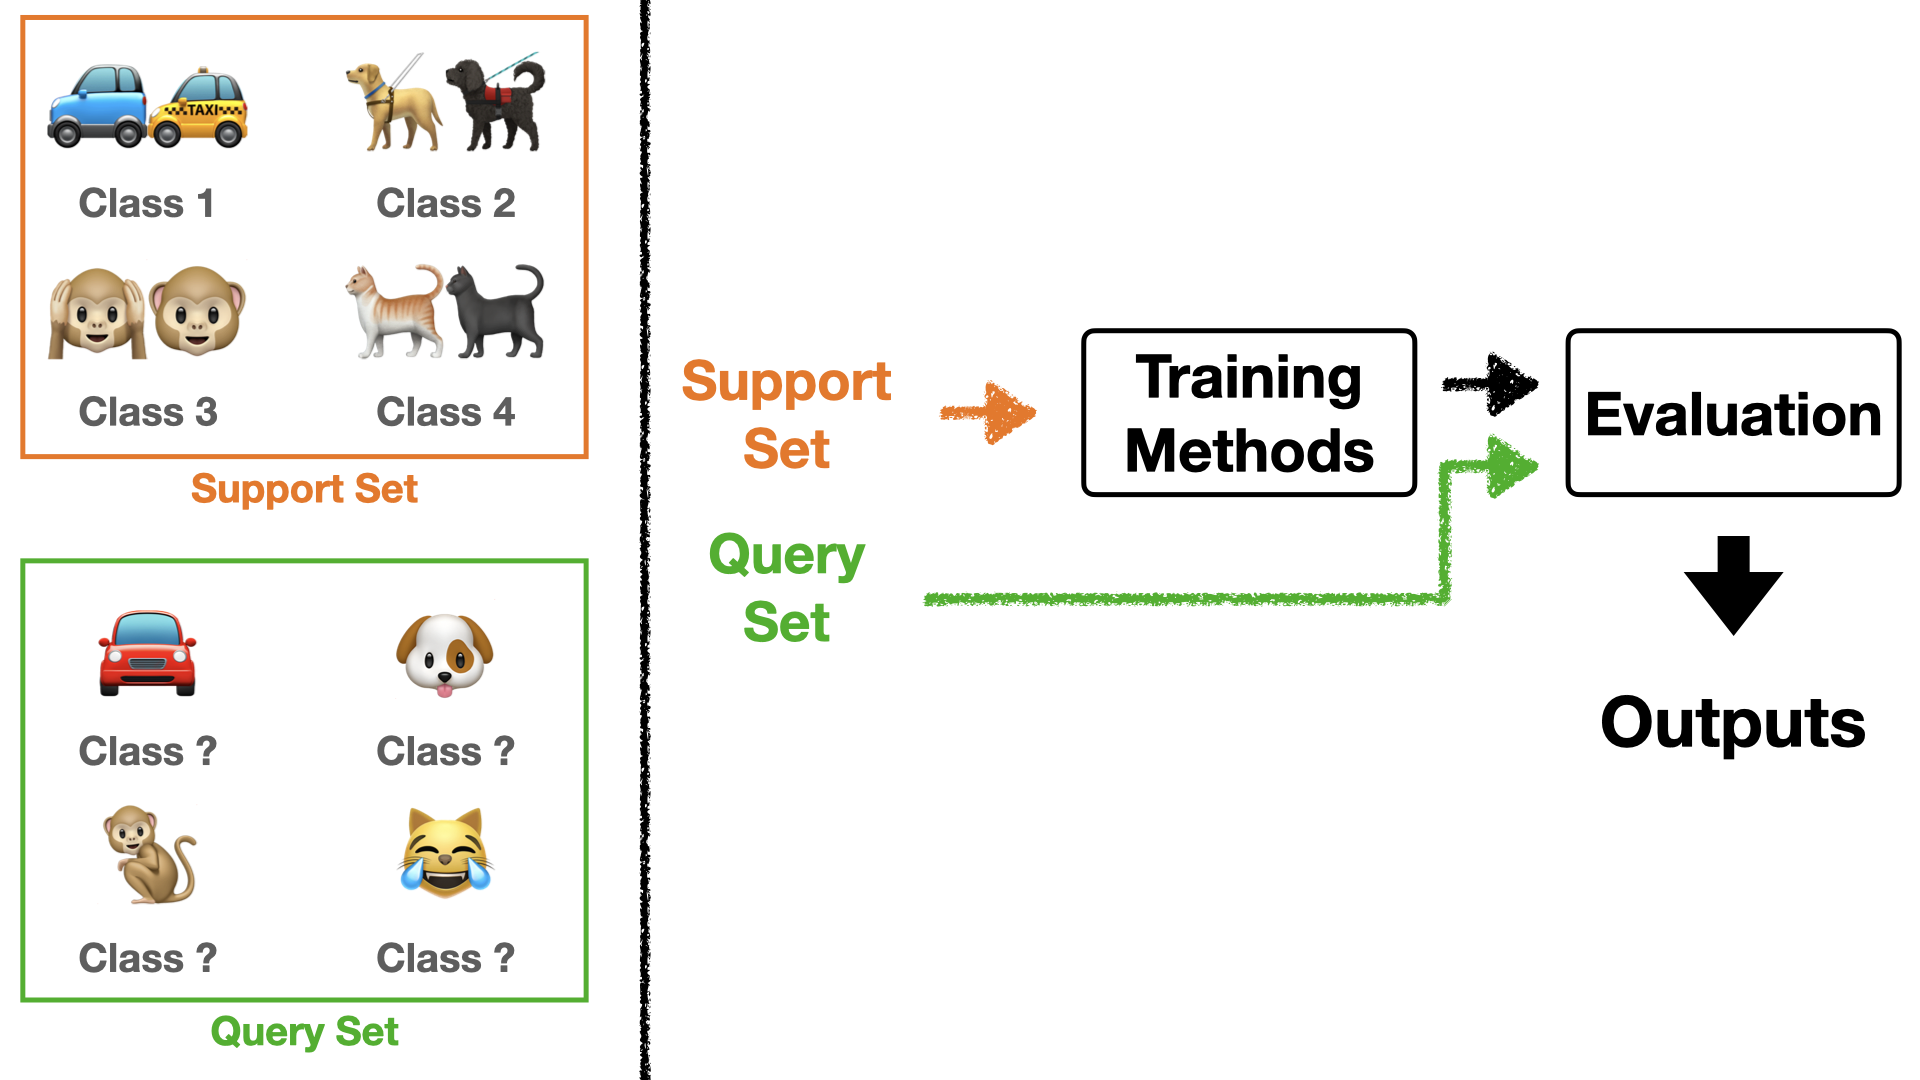 TAXI
Class 1
Class 2
Class 3
Class 4
Support Set
Class ?
Class ?
Class ?
Class ?
Query Set
Support
Set
Query
Set
Training
Methods
Evaluation
Outputs